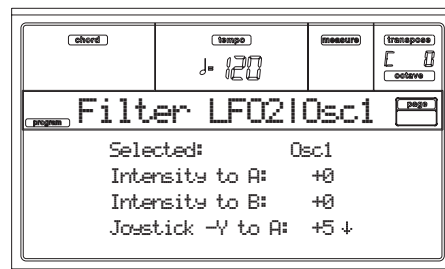 chord tempo measure transpose
♩= 120 C 0
octave
Filter LFO2|Osc1 page
program
Selected: Osc1
Intensity to A: +0
Intensity to B: +0
Joystick -Y to A: +5 ↓